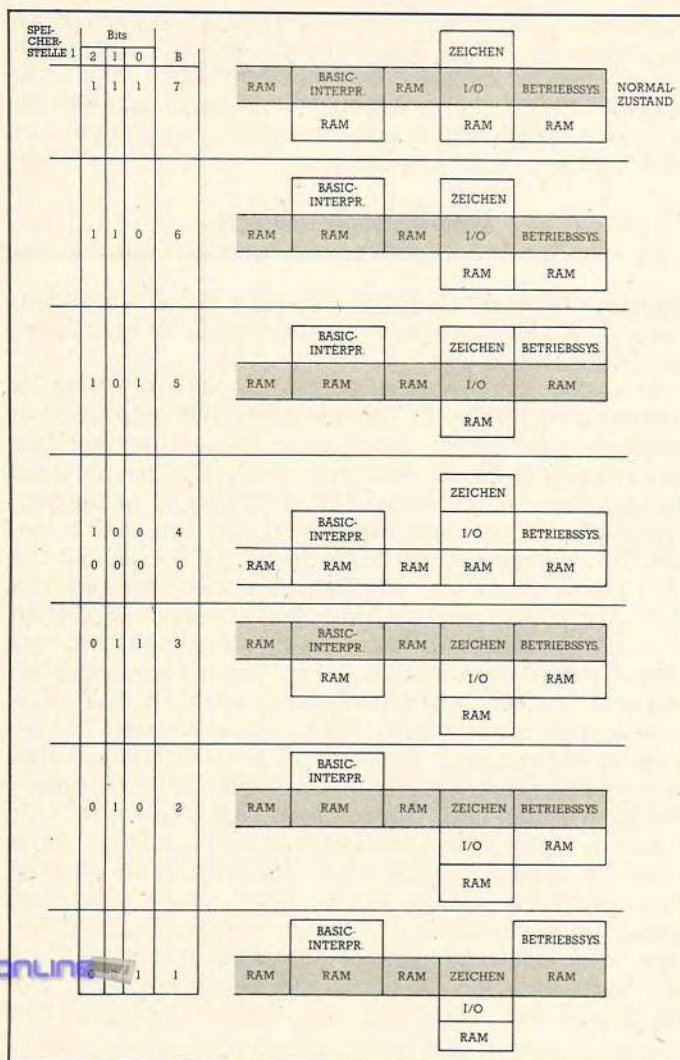 SPEI-
CHER-
STELLE 1
Bits
2 1 0 B
ZEICHEN
1 1 1 7 RAM BASIC-INTERPR. RAM I/O BETRIEBSSYS. NORMAL-ZUSTAND
RAM RAM RAM
BASIC-INTERPR. ZEICHEN
1 1 0 6 RAM RAM RAM I/O BETRIEBSSYS.
RAM RAM
BASIC-INTERPR. ZEICHEN BETRIEBSSYS.
1 0 1 5 RAM RAM RAM I/O RAM
RAM
ZEICHEN
1 0 0 4 BASIC-INTERPR. I/O BETRIEBSSYS.
0 0 0 0 RAM RAM RAM RAM RAM
0 1 1 3 RAM BASIC-INTERPR. RAM ZEICHEN BETRIEBSSYS.
RAM I/O RAM
RAM
BASIC-INTERPR.
0 1 0 2 RAM RAM RAM ZEICHEN BETRIEBSSYS.
I/O RAM
RAM
BASIC-INTERPR. BETRIEBSSYS.
ONLINE 1 1 RAM RAM RAM ZEICHEN RAM
I/O
RAM